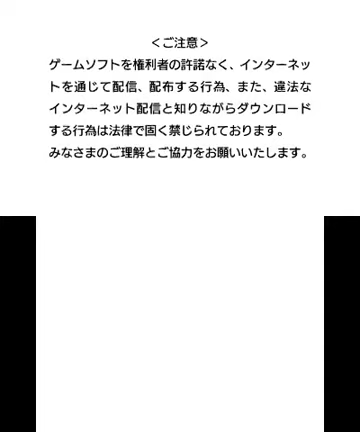 ＜ご注意＞
ゲームソフトを権利者の許諾なく、インターネッ
トを通じて配信、配布する行為、また、違法な
インターネット配信と知りながらダウンロード
する行為は法律で固く禁じられております。
みなさまのご理解とご協力をお願いいたします。